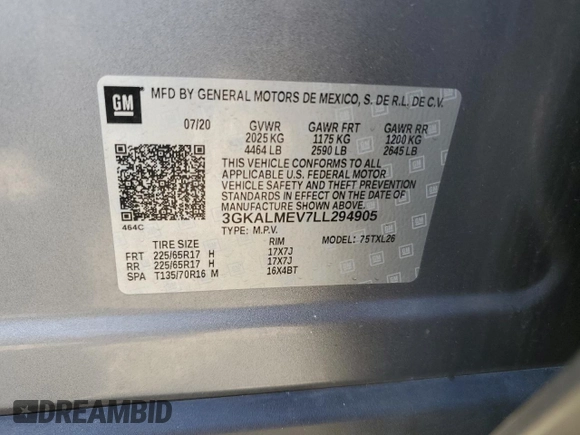 GM
MFD BY GENERAL MOTORS DE MEXICO, S. DE R.L. DE C.V.
07/20 GVWR GAWR FRT GAWR RR
2025 KG 1175 KG 1200 KG
4464 LB 2590 LB 2645 LB
THIS VEHICLE CONFORMS TO ALL
APPLICABLE U.S. FEDERAL MOTOR
VEHICLE SAFETY AND THEFT PREVENTION
STANDARDS IN EFFECT ON THE DATE OF
MANUFACTURE SHOWN ABOVE.
464C 3GKALMEV7LL294905
TYPE: M.P.V. MODEL: 75TXL26
TIRE SIZE RIM
FRT 225/65R17 H 17X7J
RR 225/65R17 H 17X7J
SPA T135/70R16 M 16X4BT
DREAMBID